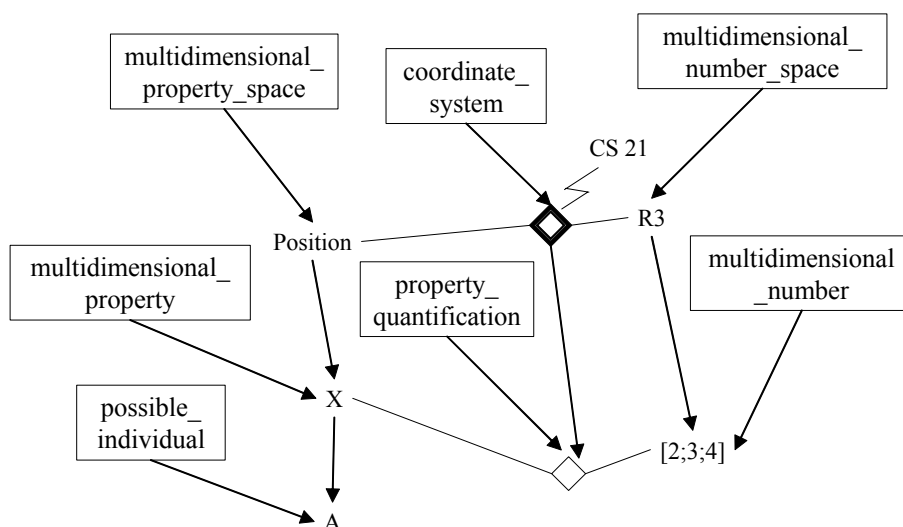 multidimensional_
property_space
coordinate_
system
multidimensional_
number_space
CS 21
Position
R3
multidimensional_
property
property_
quantification
multidimensional
_number
X
possible_
individual
[2;3;4]
A